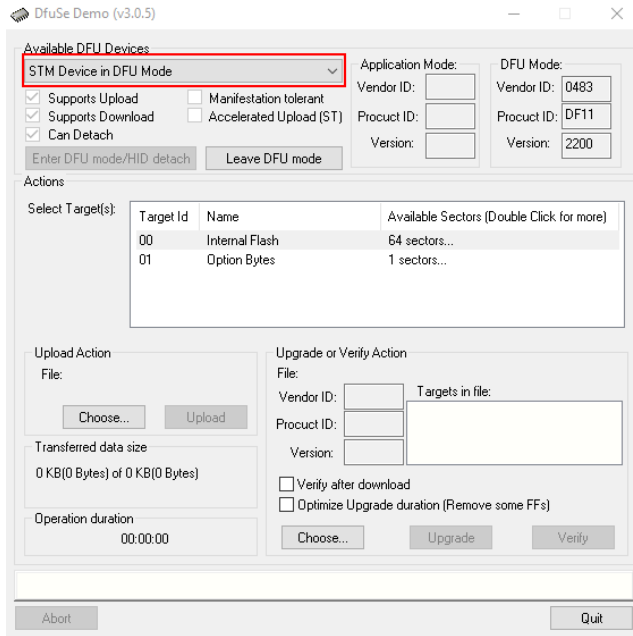 DfuSe Demo (v3.0.5)
Available DFU Devices
STM Device in DFU Mode
Supports Upload
Manifestation tolerant
Supports Download
Accelerated Upload (ST)
Can Detach
Enter DFU mode/HID detach
Leave DFU mode
Application Mode:
Vendor ID:
Procuct ID:
Version:
DFU Mode:
Vendor ID: 0483
Procuct ID: DF11
Version: 2200
Actions
Select Target(s):
Target Id Name Available Sectors (Double Click for more)
00 Internal Flash 64 sectors...
01 Option Bytes 1 sectors...
Upload Action
File:
Choose... Upload
Transferred data size
0 KB(0 Bytes) of 0 KB(0 Bytes)
Operation duration
00:00:00
Upgrade or Verify Action
File:
Vendor ID:
Procuct ID:
Version:
Targets in file:
Verify after download
Optimize Upgrade duration (Remove some FFs)
Choose... Upgrade Verify
Abort Quit